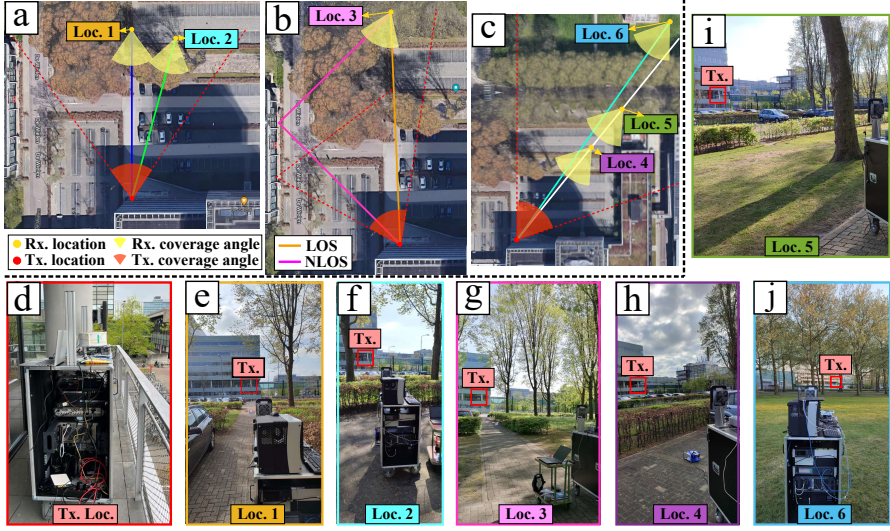 a
Loc. 1
Loc. 2
b
Loc. 3
c
Loc. 6
Loc. 5
Loc. 4
i
Tx.
Loc. 5
Rx. location
Rx. coverage angle
Tx. location
Tx. coverage angle
LOS
NLOS
d
Tx. Loc.
e
Tx.
Loc. 1
f
Tx.
Loc. 2
g
Tx.
Loc. 3
h
Tx.
Loc. 4
j
Tx.
Loc. 6